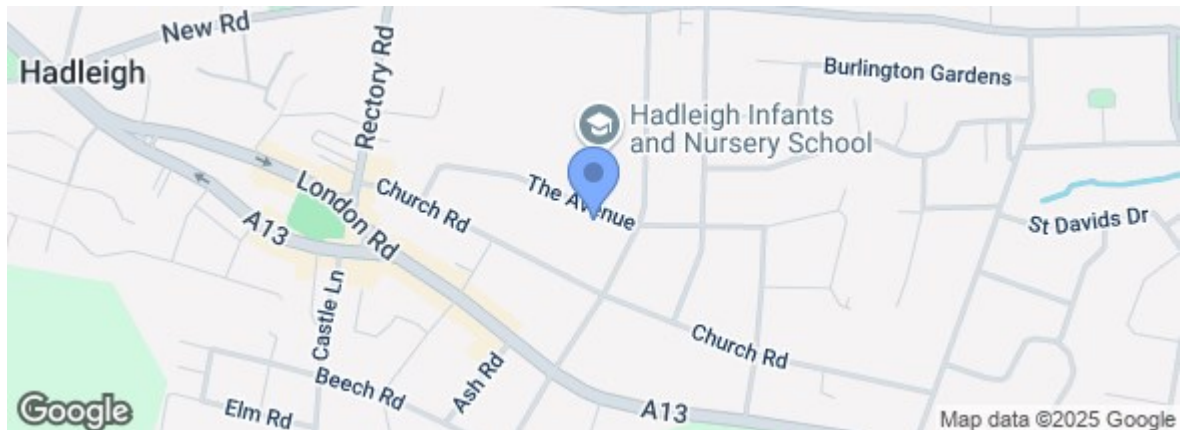 New Rd
Hadleigh
Rectory Rd
Burlington Gardens
Hadleigh Infants
and Nursery School
London Rd
Church Rd
The Avenue
St Davids Dr
A13
Castle Ln
Church Rd
Ash Rd
Beech Rd
Elm Rd
A13
Google
Map data ©2025 Google